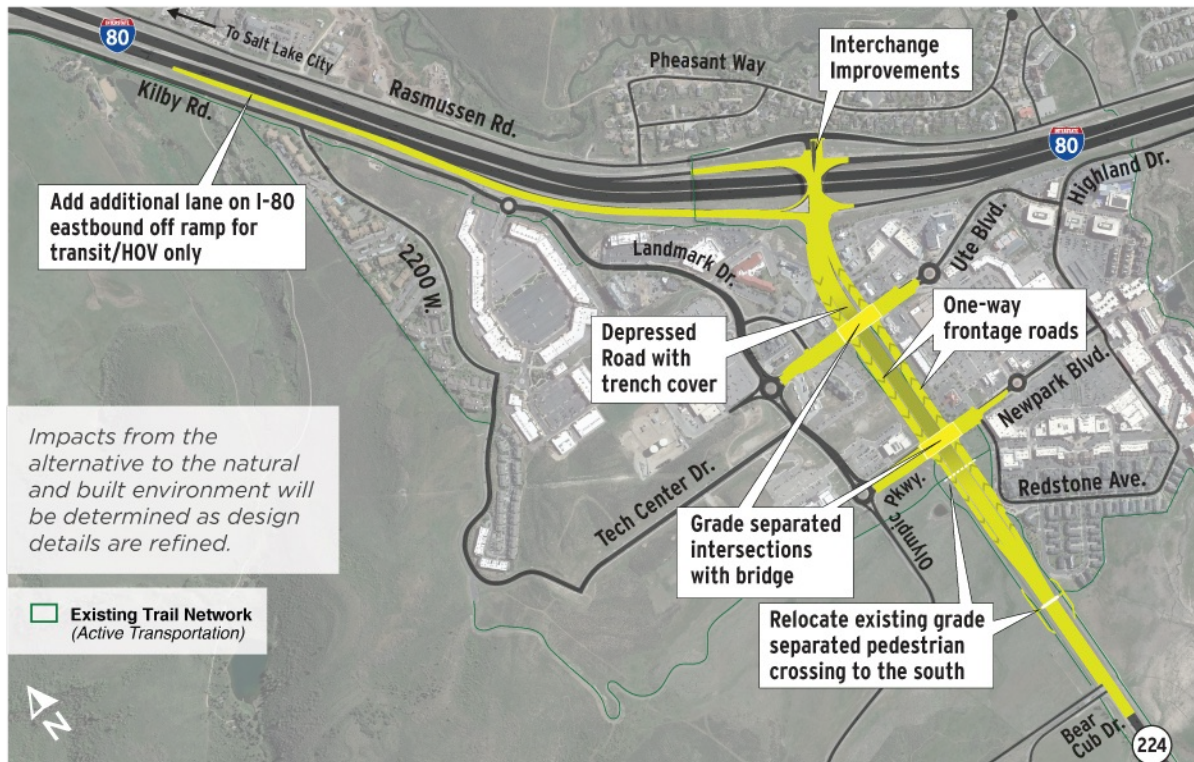 INTERSTATE
80
To Salt Lake City
Kilby Rd.
Rasmussen Rd.
Pheasant Way
Interchange
Improvements
INTERSTATE
80
Highland Dr.
Add additional lane on I-80
eastbound off ramp for
transit/HOV only
2200 W.
Landmark Dr.
Ute Blvd.
Depressed
Road with
trench cover
One-way
frontage roads
Newpark Blvd.
Impacts from the
alternative to the natural
and built environment will
be determined as design
details are refined.
Tech Center Dr.
Redstone Ave.
Olympic Pkwy.
Grade separated
intersections
with bridge
Existing Trail Network
(Active Transportation)
Relocate existing grade
separated pedestrian
crossing to the south
N
Bear
Cub Dr.
224